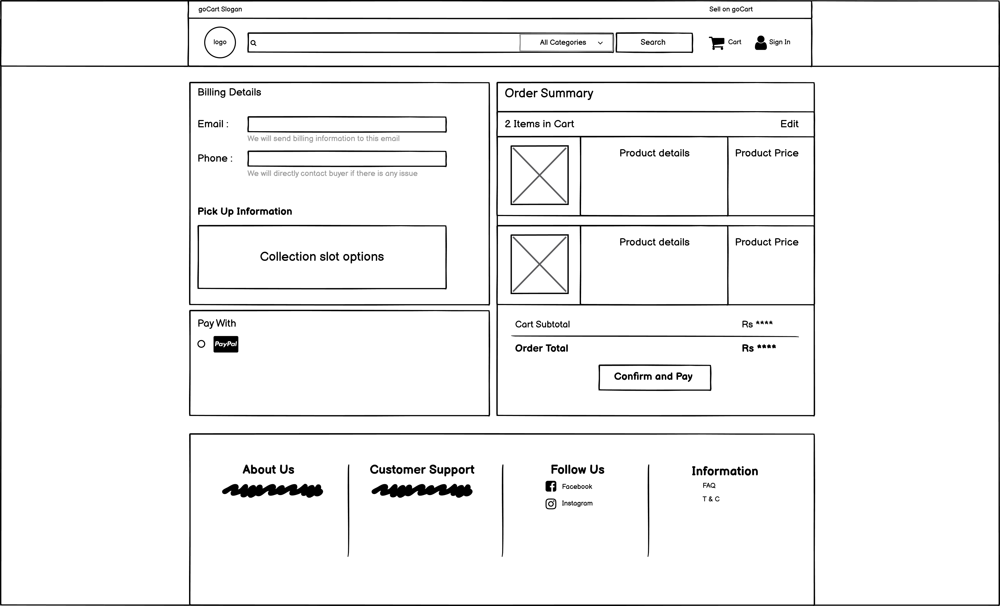 goCart Slogan
Sell on goCart
logo
All Categories
Search
Cart
Sign In
Billing Details
Email :
We will send billing information to this email
Phone :
We will directly contact buyer if there is any issue
Pick Up Information
Collection slot options
Pay With
PayPal
Order Summary
2 Items in Cart
Edit
Product details
Product Price
Product details
Product Price
Cart Subtotal
Rs ****
Order Total
Rs ****
Confirm and Pay
About Us
Customer Support
Follow Us
Facebook
Instagram
Information
FAQ
T & C